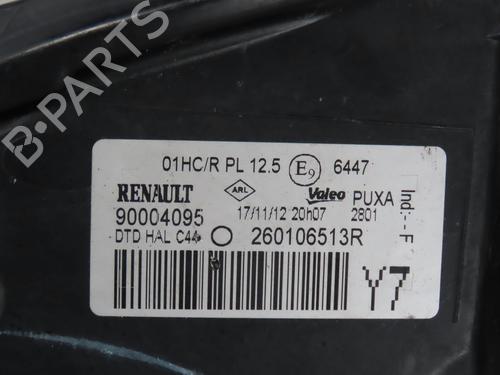 B-PARTS
01HC/R PL 12.5 E9 6447
RENAULT ARL Valeo PUXA
90004095 17/11/12 20h07 2801
DTD HAL C44 260106513R
Ind:--F
Y7